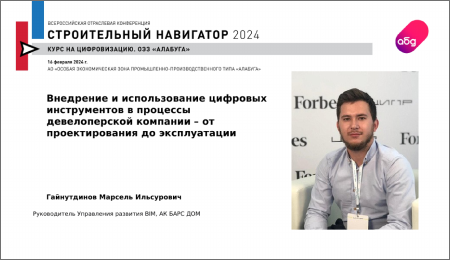 ВСЕРОССИЙСКАЯ ОТРАСЛЕВАЯ КОНФЕРЕНЦИЯ
СТРОИТЕЛЬНЫЙ НАВИГАТОР 2024
абд
КУРС НА ЦИФРОВИЗАЦИЮ. ОЭЗ «АЛАБУГА»
16 февраля 2024 г.
АО «ОСОБАЯ ЭКОНОМИЧЕСКАЯ ЗОНА ПРОМЫШЛЕННО-ПРОИЗВОДСТВЕННОГО ТИПА «АЛАБУГА»
Внедрение и использование цифровых
инструментов в процессы
девелоперской компании – от
проектирования до эксплуатации
Forbes
Гайнутдинов Марсель Ильсурович
Руководитель Управления развития BIM, АК БАРС ДОМ